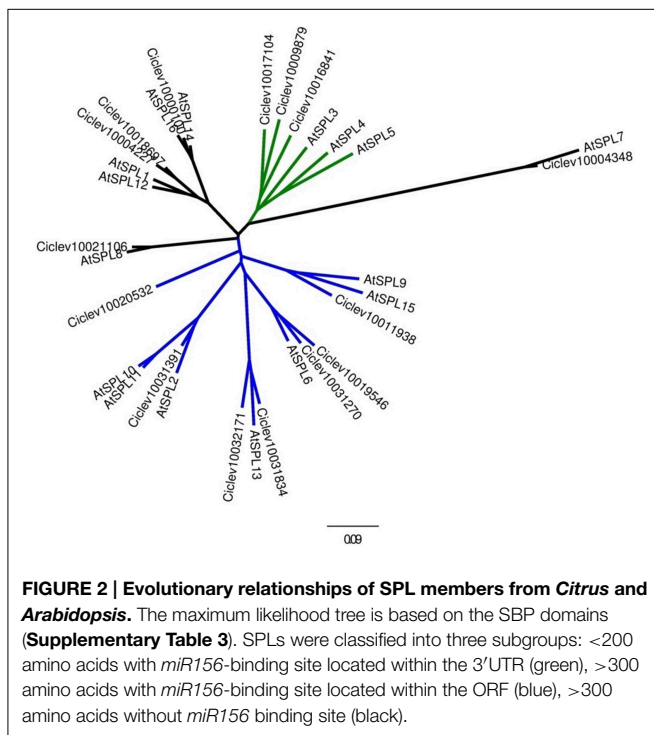 Ciclev10017104
Ciclev10009879
Ciclev10016841
AtSPL3
AtSPL4
AtSPL5
AtSPL7
Ciclev10004348
AtSPL14
AtSPL16
Ciclev10018697
Ciclev10004227
AtSPL1
AtSPL12
Ciclev10021106
AtSPL8
Ciclev10020532
AtSPL9
AtSPL15
Ciclev10011938
Ciclev10019546
Ciclev10031270
AtSPL6
Ciclev10031834
AtSPL13
Ciclev10032171
AtSPL2
Ciclev10031391
AtSPL11
AtSPL10
0.09
FIGURE 2 | Evolutionary relationships of SPL members from Citrus and
Arabidopsis. The maximum likelihood tree is based on the SBP domains
(Supplementary Table 3). SPLs were classified into three subgroups: <200
amino acids with miR156-binding site located within the 3′UTR (green), >300
amino acids with miR156-binding site located within the ORF (blue), >300
amino acids without miR156 binding site (black).